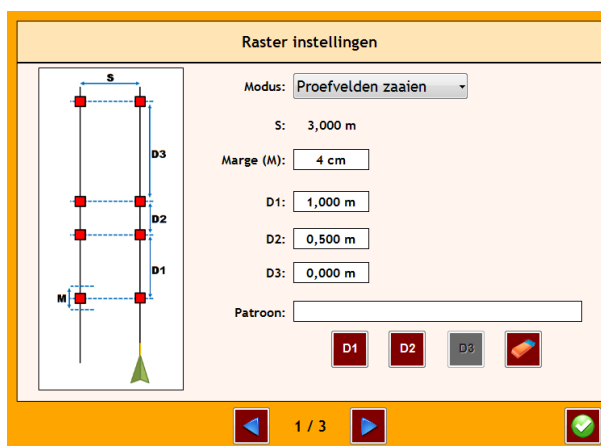 Raster instellingen
S
D3
D2
D1
M
Modus: Proefvelden zaaien
S: 3,000 m
Marge (M): 4 cm
D1: 1,000 m
D2: 0,500 m
D3: 0,000 m
Patroon:
D1 D2 D3
1 / 3